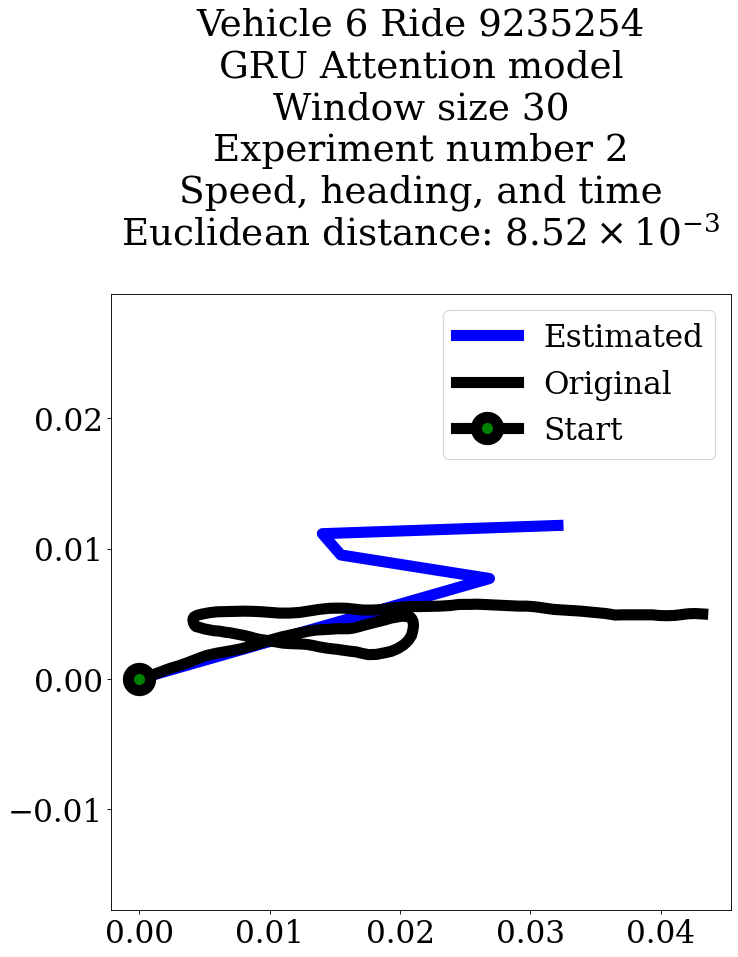 Vehicle 6 Ride 9235254
GRU Attention model
Window size 30
Experiment number 2
Speed, heading, and time
Euclidean distance: 8.52 × 10⁻³
Estimated
Original
Start
0.02
0.01
0.00
−0.01
0.00 0.01 0.02 0.03 0.04